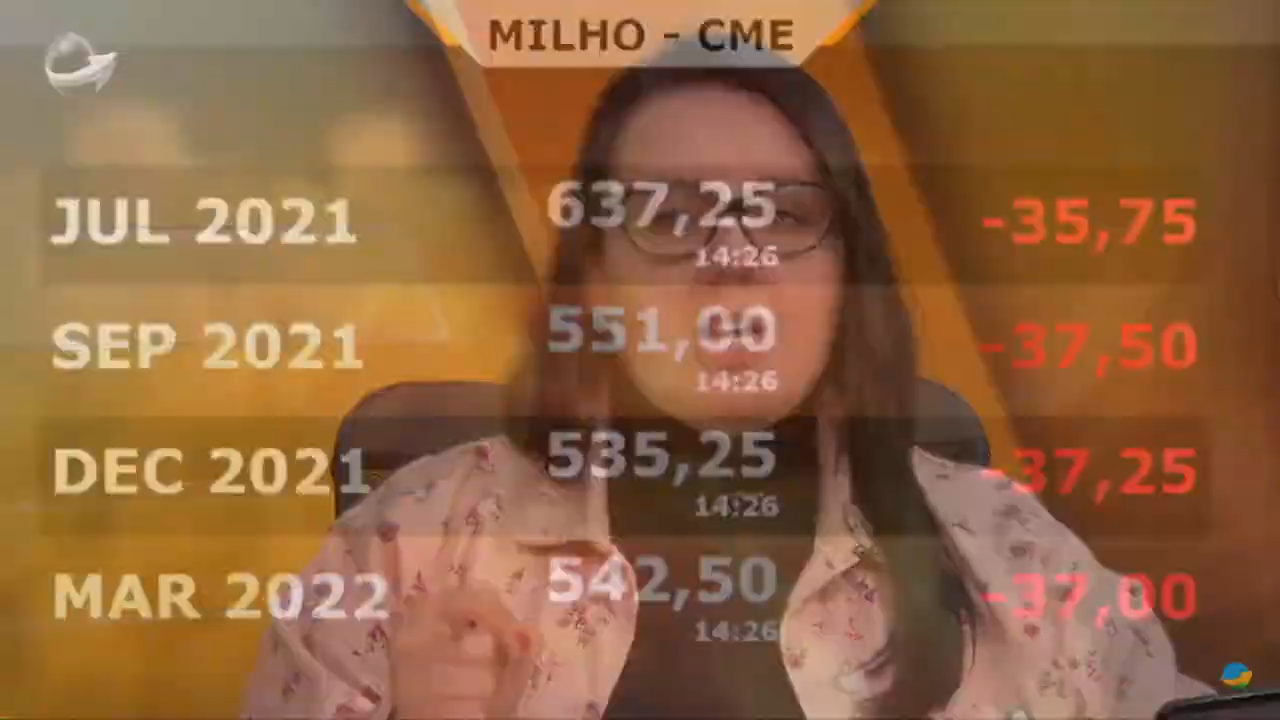 MILHO - CME
JUL 2021 637,25 -35,75
14:26
SEP 2021 551,00 -37,50
14:26
DEC 2021 535,25 -37,25
14:26
MAR 2022 542,50 -37,00
14:26